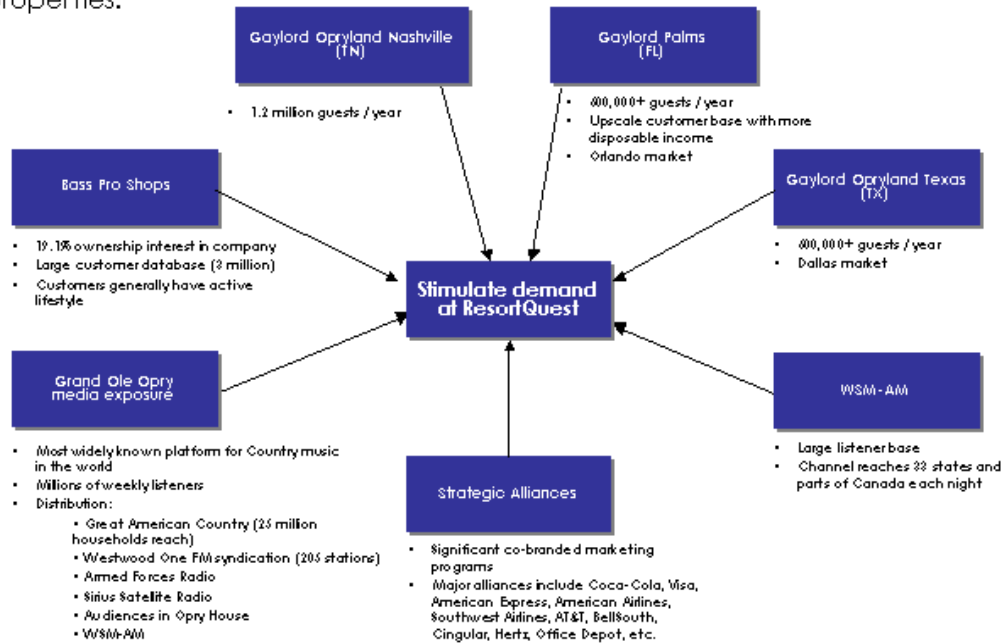 properties.
Gaylord Opryland Nashville
(TN)
• 1.2 million guests / year
Gaylord Palms
(FL)
• 600,000+ guests / year
• Upscale customer base with more
disposable income
• Orlando market
Bass Pro Shops
• 19.1% ownership interest in company
• Large customer database (3 million)
• Customers generally have active
lifestyle
Gaylord Opryland Texas
(TX)
• 600,000+ guests / year
• Dallas market
Stimulate demand
at ResortQuest
Grand Ole Opry
media exposure
• Most widely known platform for Country music
in the world
• Millions of weekly listeners
• Distribution:
• Great American Country (25 million
households reach)
• Westwood One FM syndication (205 stations)
• Armed Forces Radio
• Sirius Satellite Radio
• Audiences in Opry House
• WSM-AM
Strategic Alliances
• Significant co-branded marketing
programs
• Major alliances include Coca-Cola, Visa,
American Express, American Airlines,
Southwest Airlines, AT&T, BellSouth,
Cingular, Hertz, Office Depot, etc.
WSM-AM
• Large listener base
• Channel reaches 33 states and
parts of Canada each night